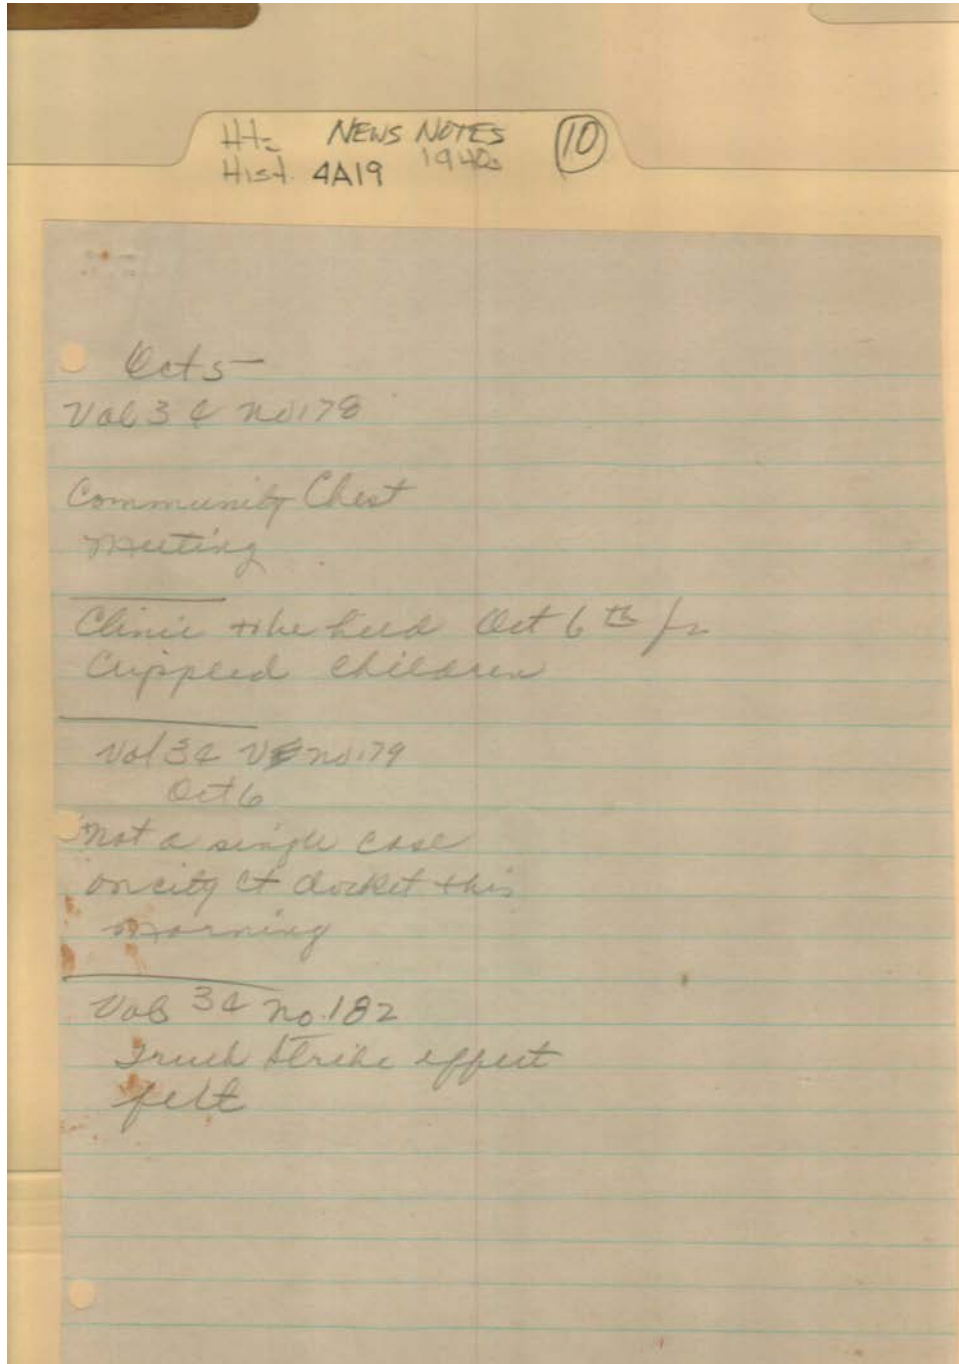 Ht- NEWS NOTES 10
Hist. 4A19 1940s
Oct 5-
Vol 34 no 178
Community Chest
Meeting
Clinic to be held Oct 6th for
Crippled Children
Vol 34 no 179
Oct 6
Not a single case
on city ct docket this
morning
Vol 34 no. 182
Truck Strike effect
felt